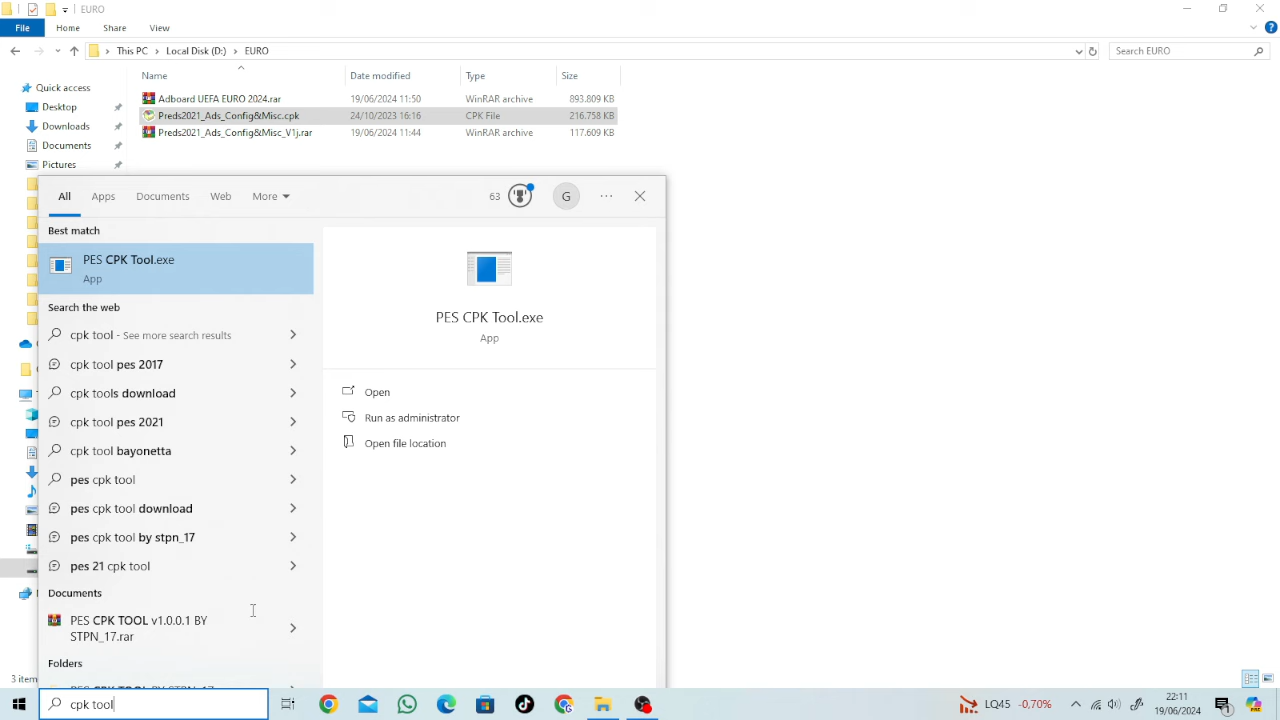 EURO
File
Home
Share
View
This PC
Local Disk (D:)
EURO
Search EURO
Name
Date modified
Type
Size
Quick access
Desktop
Downloads
Documents
Pictures
Adboard UEFA EURO 2024.rar 19/06/2024 11:50 WinRAR archive 893.809 KB
Preds2021_Ads_Config&Misc.cpk 24/10/2023 16:16 CPK File 216.758 KB
Preds2021_Ads_Config&Misc_V1j.rar 19/06/2024 11:44 WinRAR archive 117.609 KB
All
Apps
Documents
Web
More
63
G
Best match
PES CPK Tool.exe
App
Search the web
cpk tool - See more search results
cpk tool pes 2017
cpk tools download
cpk tool pes 2021
cpk tool bayonetta
pes cpk tool
pes cpk tool download
pes cpk tool by stpn_17
pes 21 cpk tool
Documents
PES CPK TOOL v1.0.0.1 BY
STPN_17.rar
Folders
PES CPK Tool.exe
App
Open
Run as administrator
Open file location
cpk tool
LQ45 -0,70%
22:11
19/06/2024